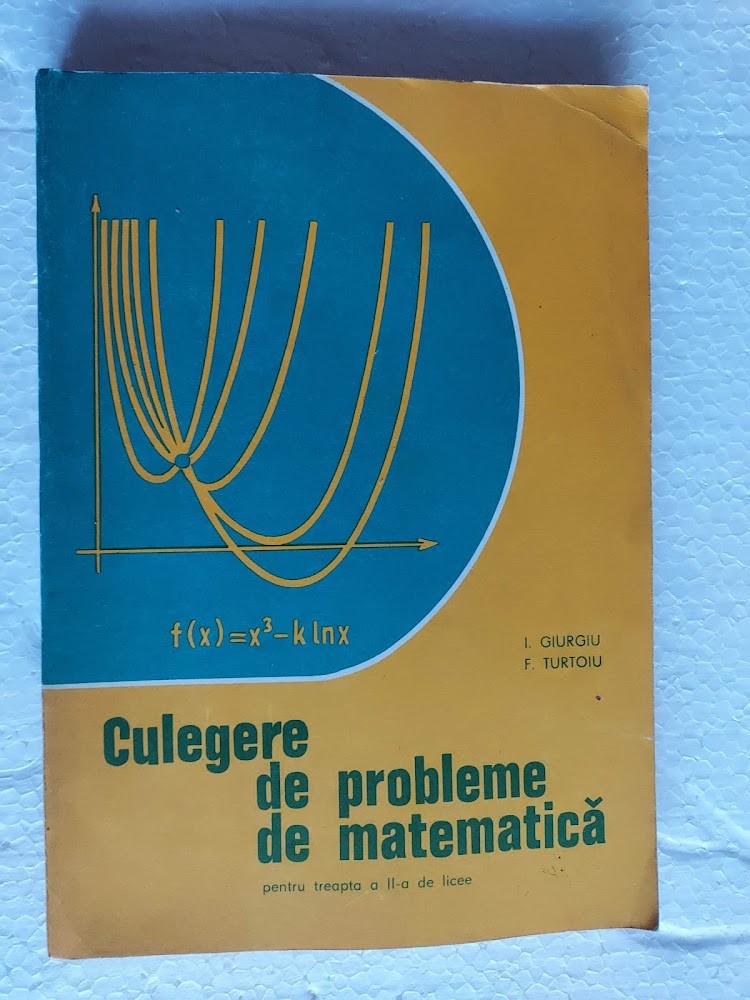 f(x)=x³-k lnx
I. GIURGIU
F. TURTOIU
Culegere
de probleme
de matematică
pentru treapta a II-a de licee